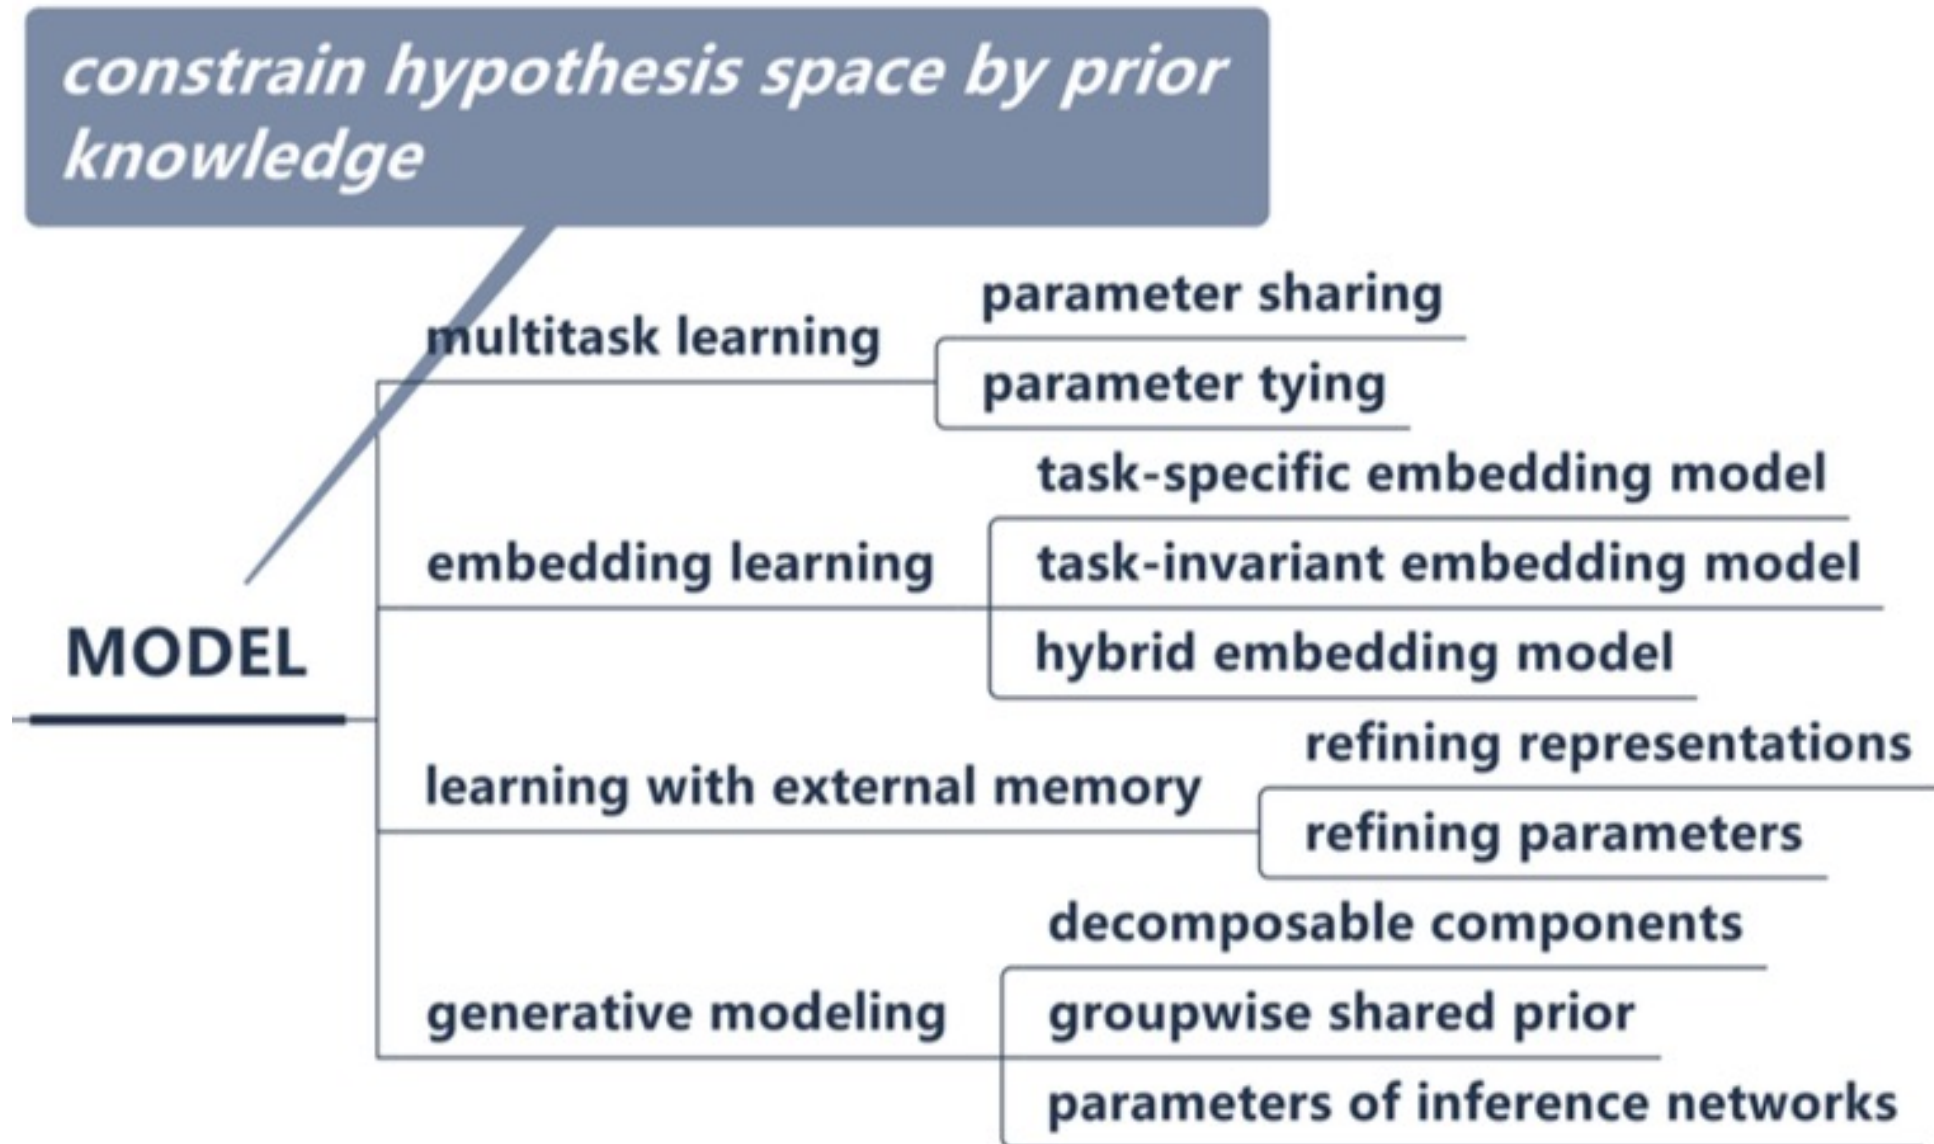 constrain hypothesis space by prior
knowledge
MODEL
multitask learning
parameter sharing
parameter tying
embedding learning
task-specific embedding model
task-invariant embedding model
hybrid embedding model
learning with external memory
refining representations
refining parameters
generative modeling
decomposable components
groupwise shared prior
parameters of inference networks